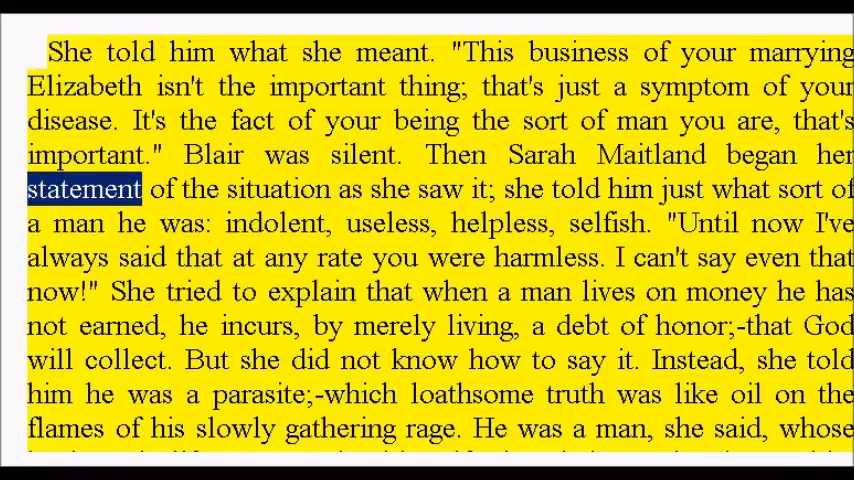 She told him what she meant. "This business of your marrying
Elizabeth isn't the important thing; that's just a symptom of your
disease. It's the fact of your being the sort of man you are, that's
important." Blair was silent. Then Sarah Maitland began her
statement of the situation as she saw it; she told him just what sort of
a man he was: indolent, useless, helpless, selfish. "Until now I've
always said that at any rate you were harmless. I can't say even that
now!" She tried to explain that when a man lives on money he has
not earned, he incurs, by merely living, a debt of honor;-that God
will collect. But she did not know how to say it. Instead, she told
him he was a parasite;-which loathsome truth was like oil on the
flames of his slowly gathering rage. He was a man, she said, whose